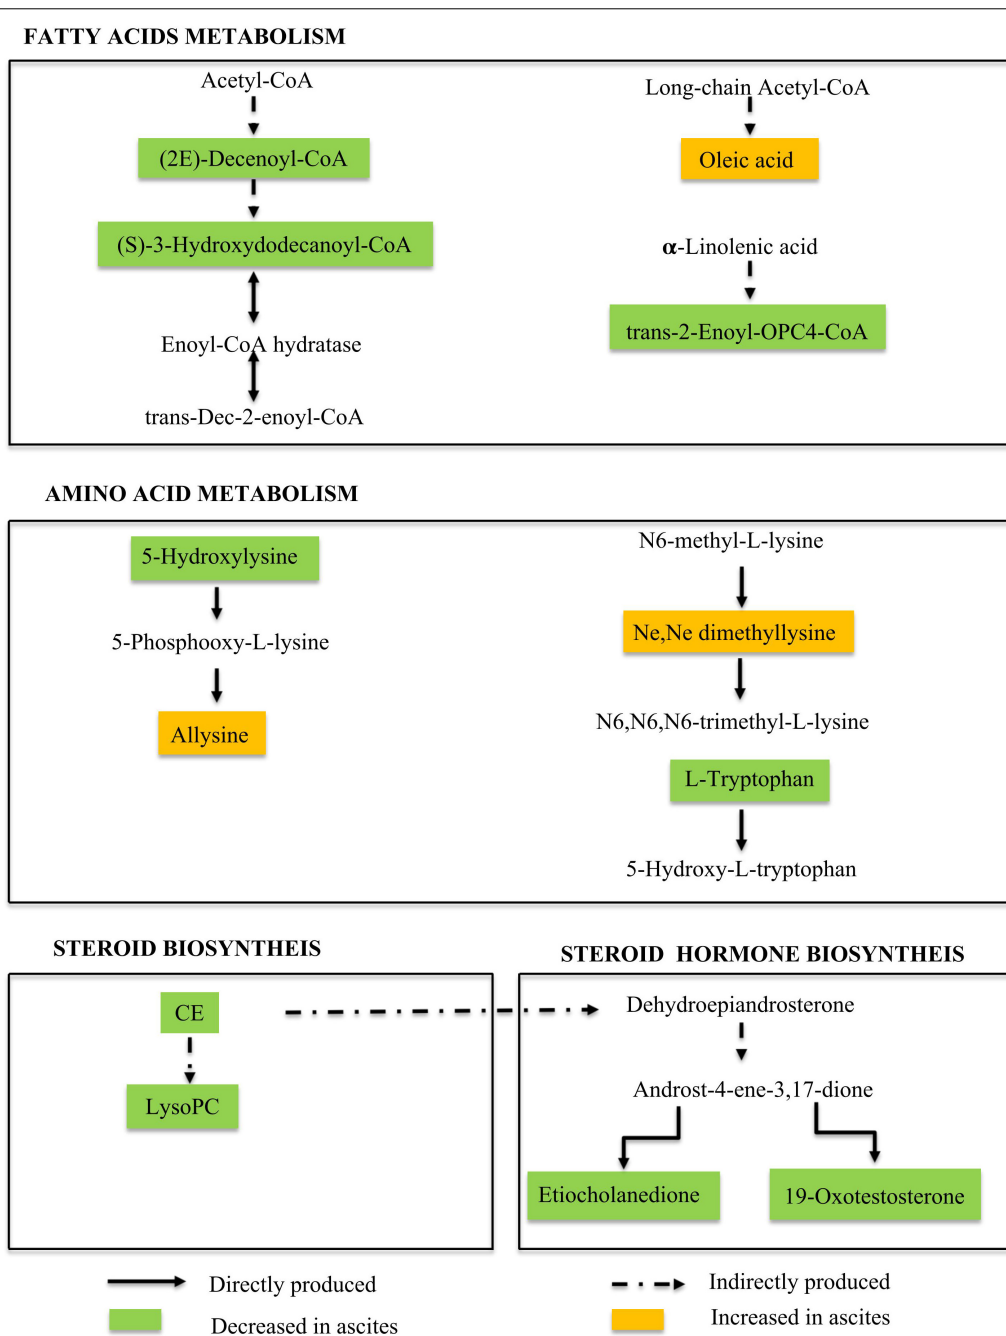 FATTY ACIDS METABOLISM
Acetyl-CoA
(2E)-Decenoyl-CoA
(S)-3-Hydroxydodecanoyl-CoA
Enoyl-CoA hydratase
trans-Dec-2-enoyl-CoA
Long-chain Acetyl-CoA
Oleic acid
α-Linolenic acid
trans-2-Enoyl-OPC4-CoA
AMINO ACID METABOLISM
5-Hydroxylysine
5-Phosphooxy-L-lysine
Allysine
N6-methyl-L-lysine
Ne,Ne dimethyllysine
N6,N6,N6-trimethyl-L-lysine
L-Tryptophan
5-Hydroxy-L-tryptophan
STEROID BIOSYNTHEIS
CE
LysoPC
STEROID HORMONE BIOSYNTHEIS
Dehydroepiandrosterone
Androst-4-ene-3,17-dione
Etiocholanedione
19-Oxotestosterone
Directly produced
Indirectly produced
Decreased in ascites
Increased in ascites